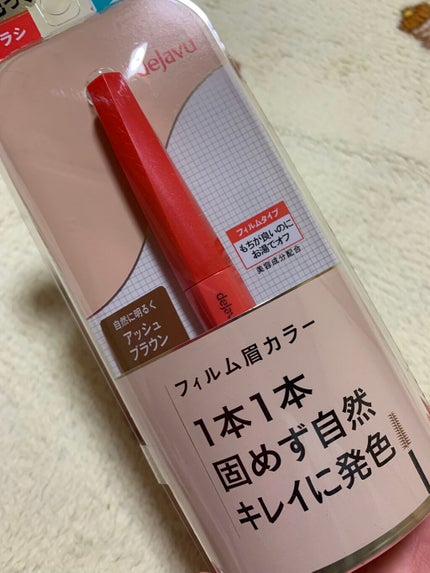 ラシ
dejavu
フィルムタイプ
もちが良いのに
お湯でオフ
美容成分配合
deja
自然に明るく
アッシュ
ブラウン
フィルム眉カラー
1本1本
固めず自然
キレイに発色